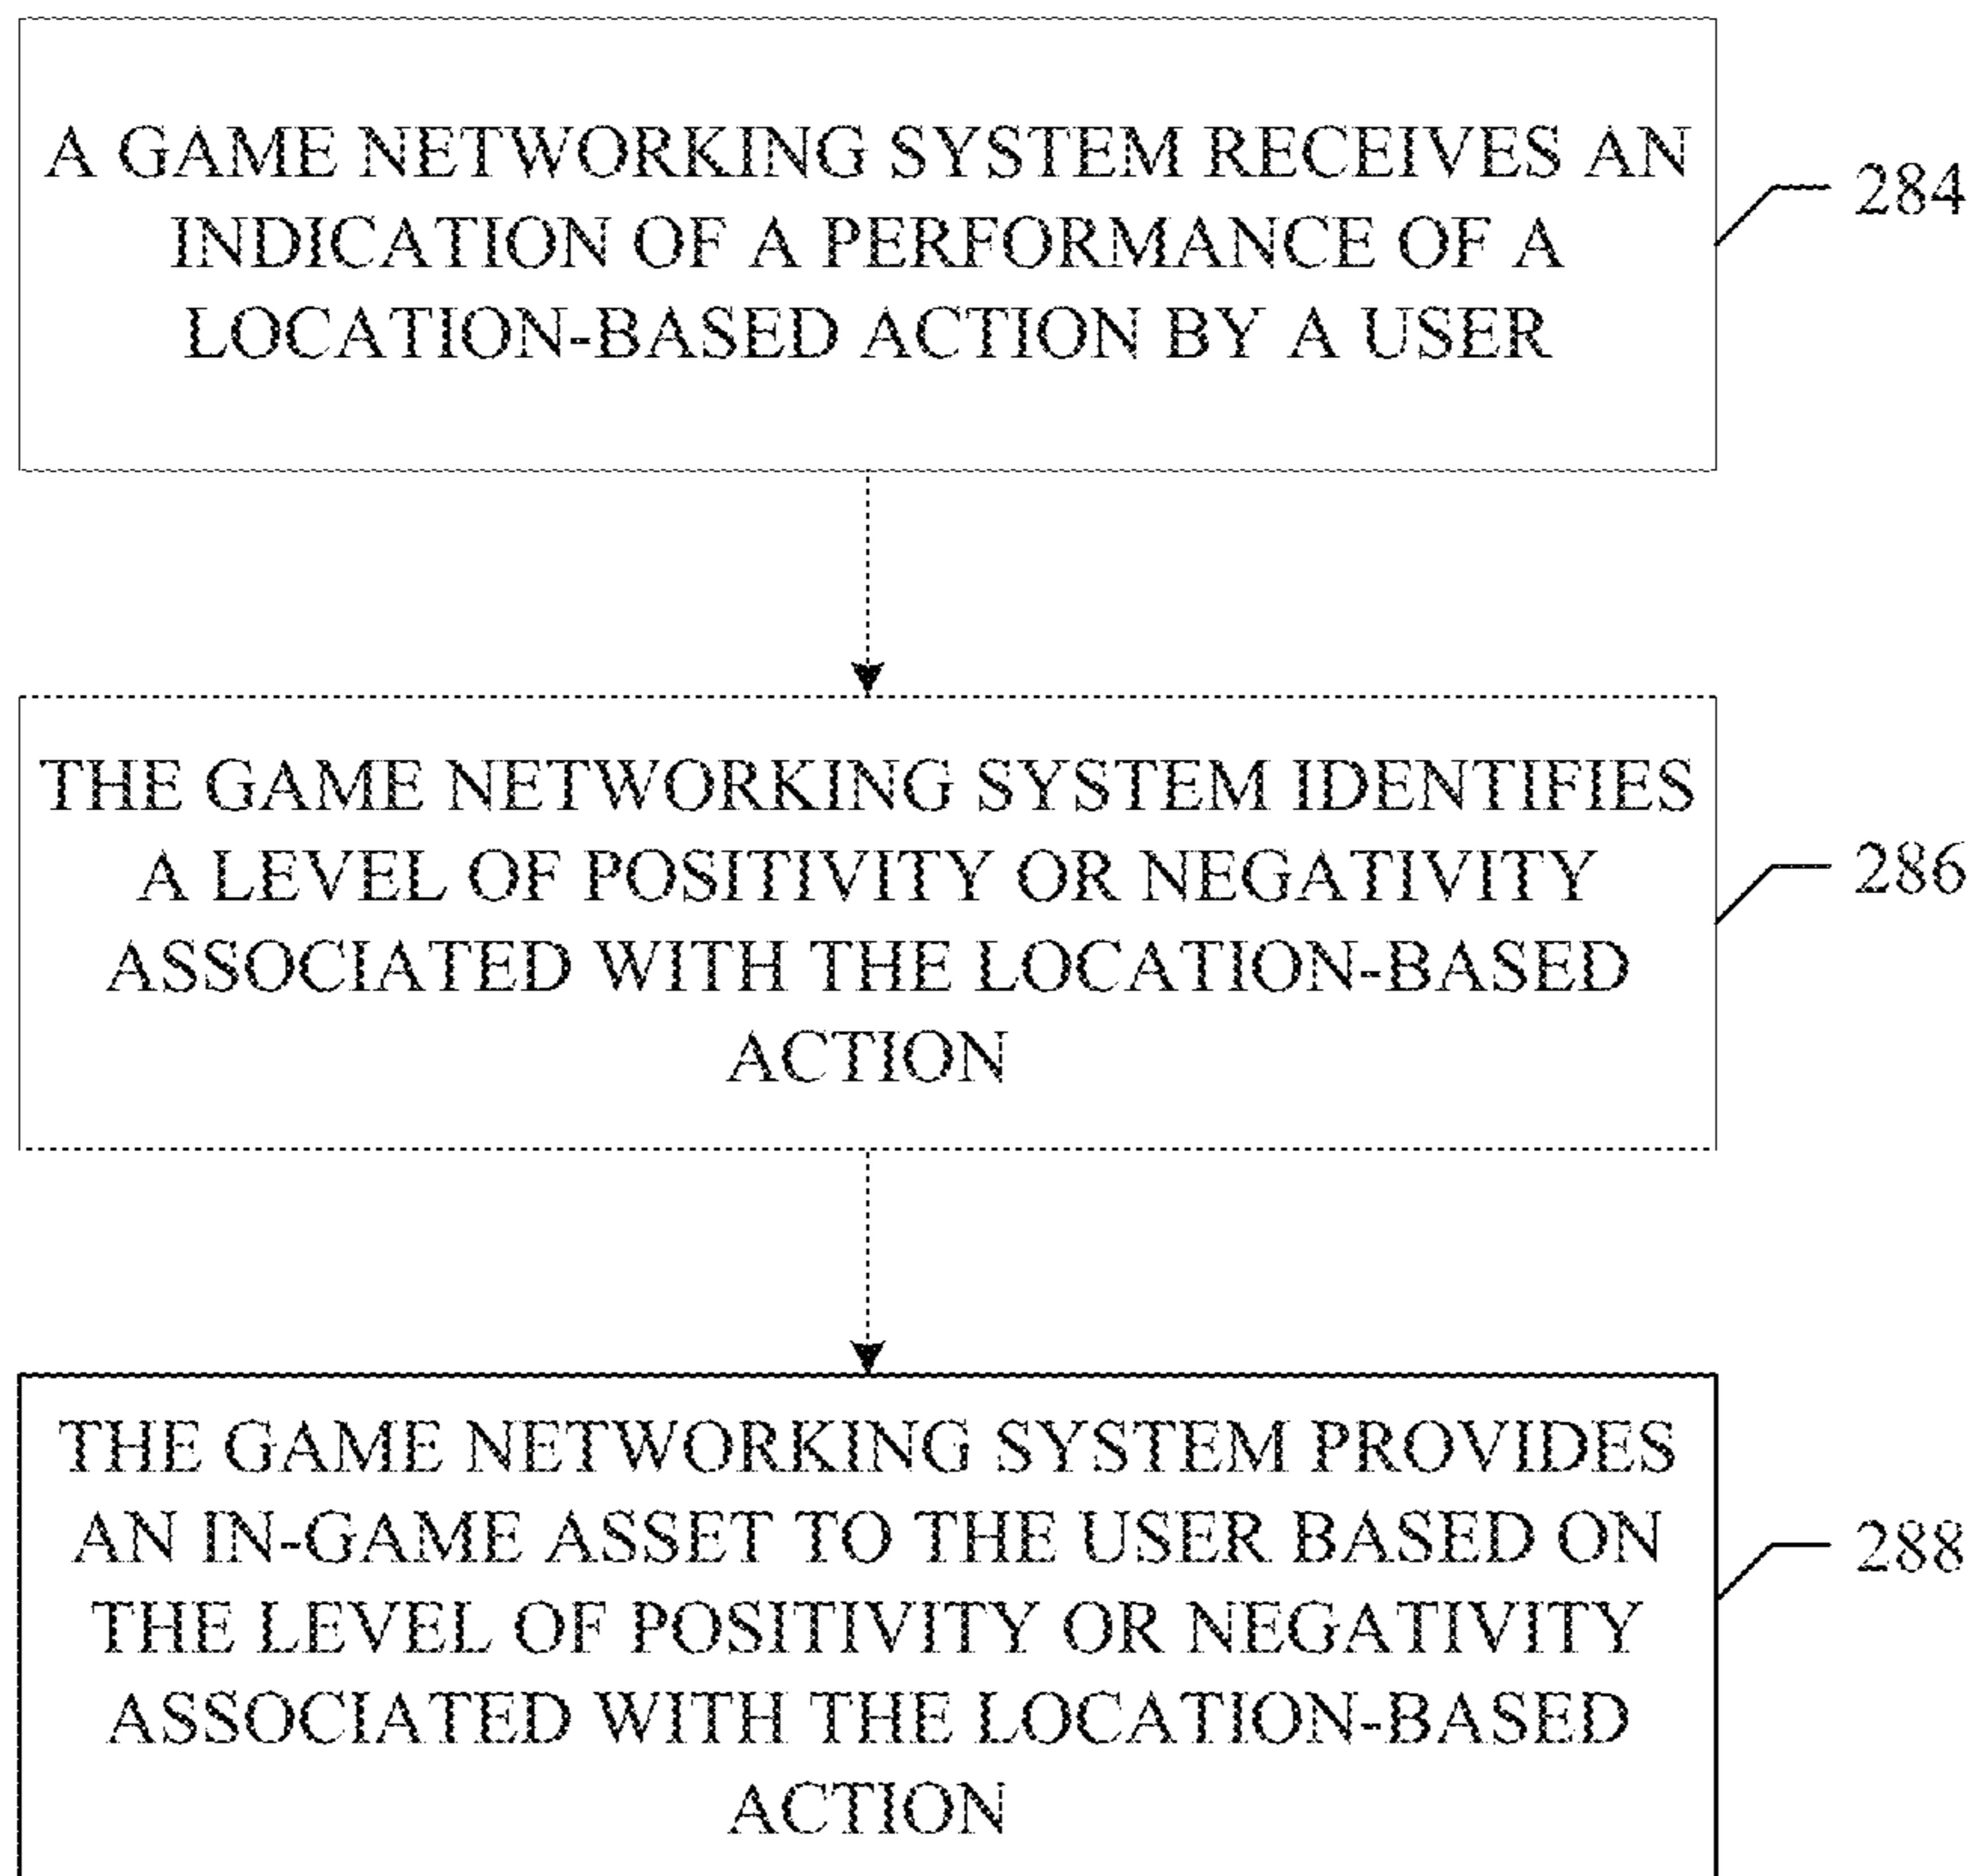 A GAME NETWORKING SYSTEM RECEIVES AN
INDICATION OF A PERFORMANCE OF A
LOCATION-BASED ACTION BY A USER
284
THE GAME NETWORKING SYSTEM IDENTIFIES
A LEVEL OF POSITIVITY OR NEGATIVITY
ASSOCIATED WITH THE LOCATION-BASED
ACTION
286
THE GAME NETWORKING SYSTEM PROVIDES
AN IN-GAME ASSET TO THE USER BASED ON
THE LEVEL OF POSITIVITY OR NEGATIVITY
ASSOCIATED WITH THE LOCATION-BASED
ACTION
288